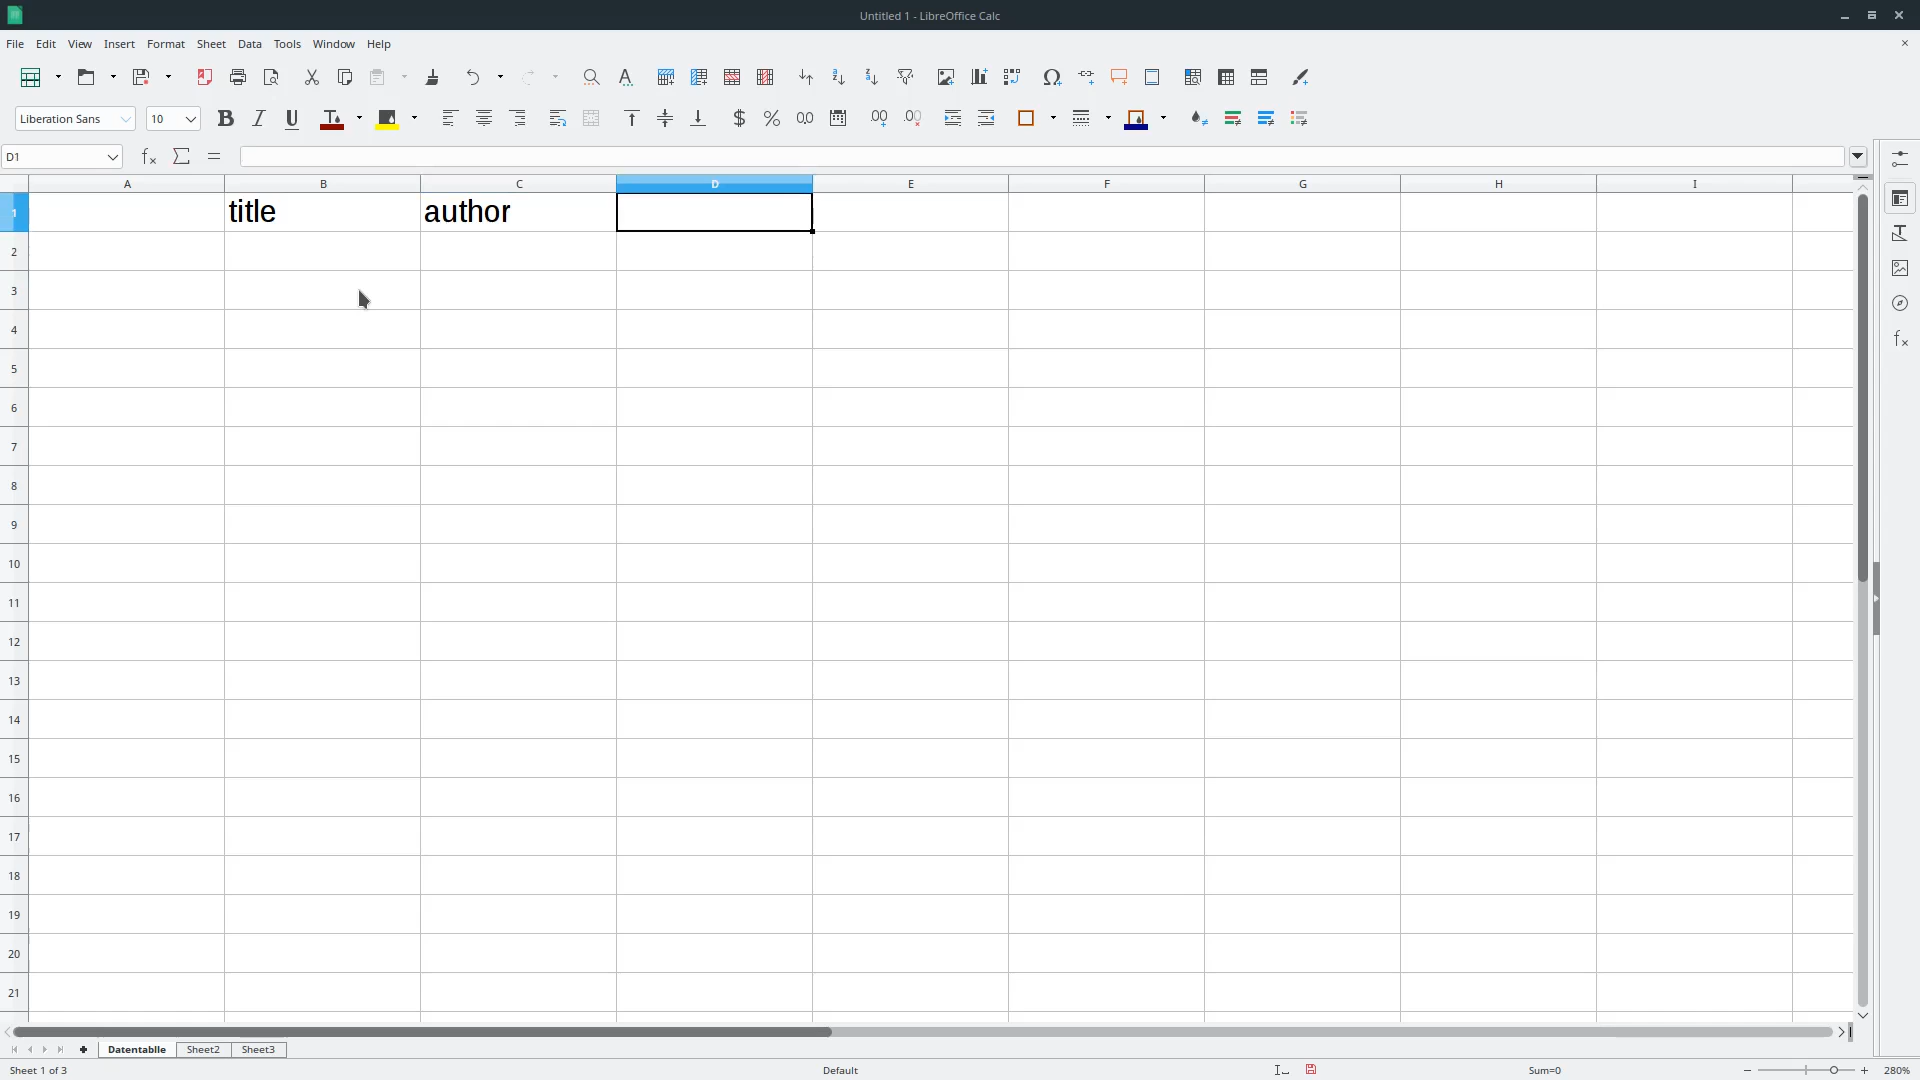 Untitled 1 - LibreOffice Calc
File Edit View Insert Format Sheet Data Tools Window Help
Liberation Sans 10
D1
A B C D E F G H I
1 title author
2
3
4
5
6
7
8
9
10
11
12
13
14
15
16
17
18
19
20
21
Datentablle Sheet2 Sheet3
Sheet 1 of 3 Default Sum=0 280%